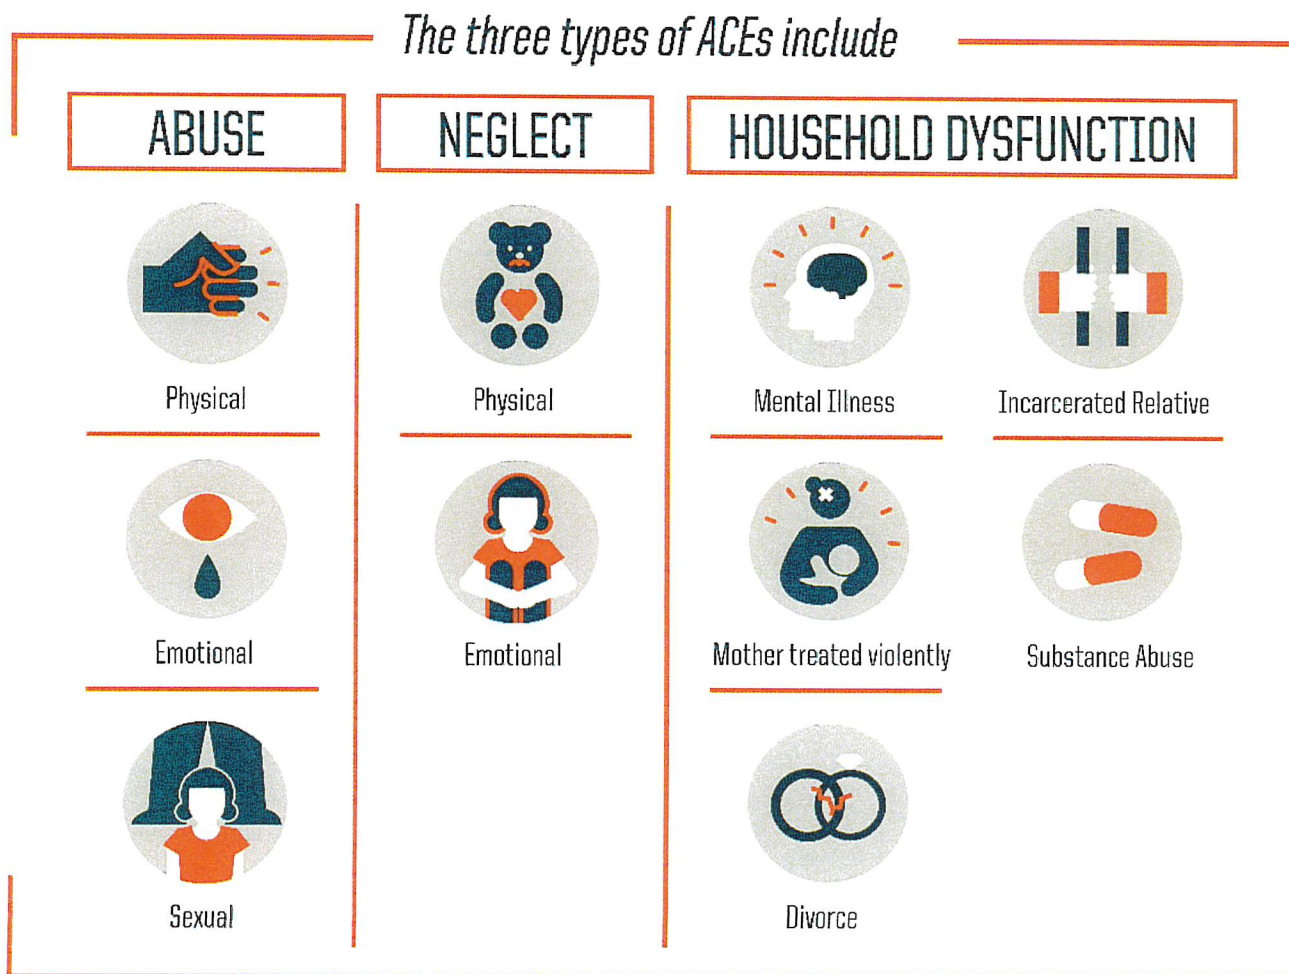 The three types of ACEs include
ABUSE
NEGLECT
HOUSEHOLD DYSFUNCTION
Physical
Emotional
Sexual
Physical
Emotional
Mental Illness
Incarcerated Relative
Mother treated violently
Substance Abuse
Divorce